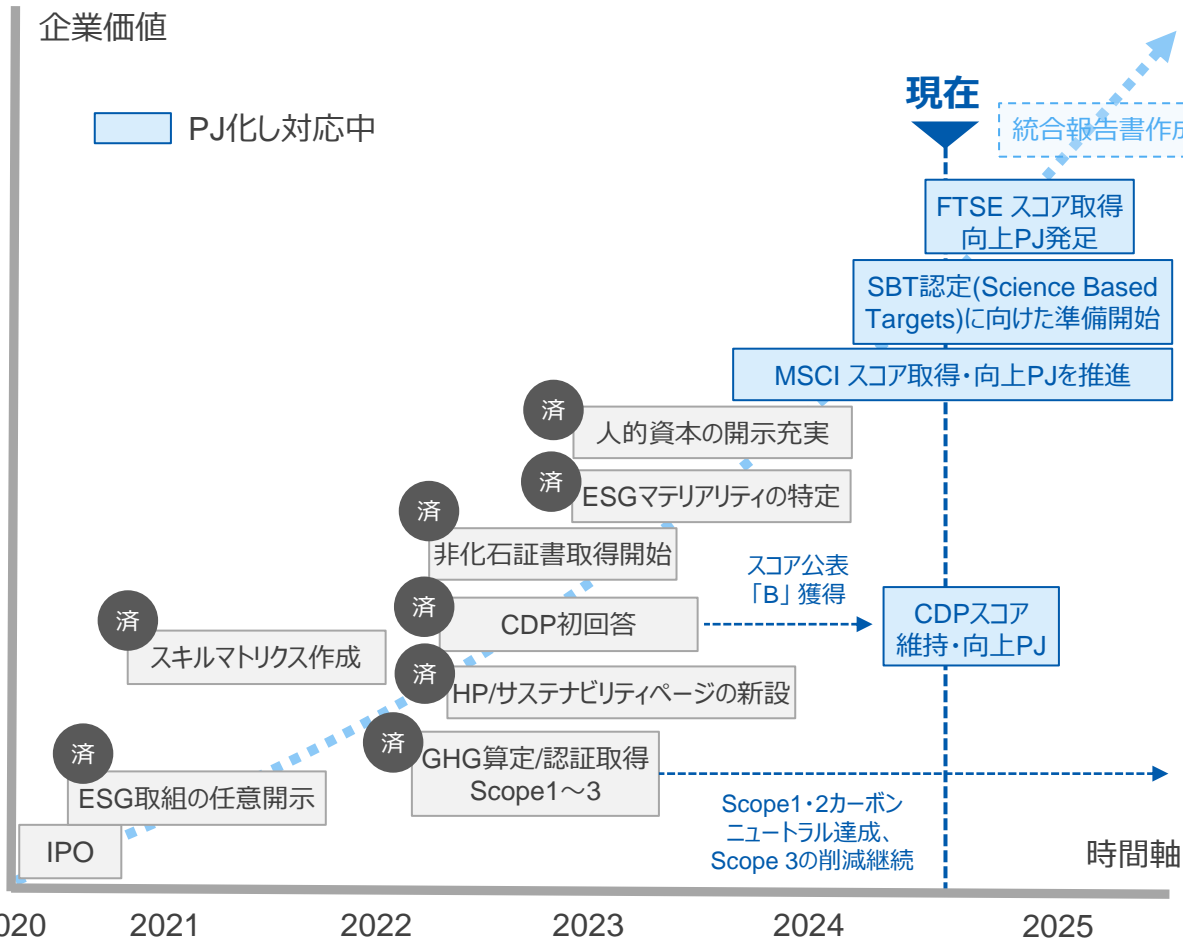 企業価値
PJ化し対応中
現在
統合報告書作成
FTSE スコア取得
向上PJ発足
SBT認定(Science Based
Targets)に向けた準備開始
MSCI スコア取得・向上PJを推進
済
人的資本の開示充実
済
ESGマテリアリティの特定
済
非化石証書取得開始
スコア公表
「B」獲得
済
CDP初回答
CDPスコア
維持・向上PJ
済
スキルマトリクス作成
済
HP/サステナビリティページの新設
済
GHG算定/認証取得
Scope1～3
済
ESG取組の任意開示
Scope1・2カーボン
ニュートラル達成、
Scope 3の削減継続
IPO
時間軸
020 2021 2022 2023 2024 2025